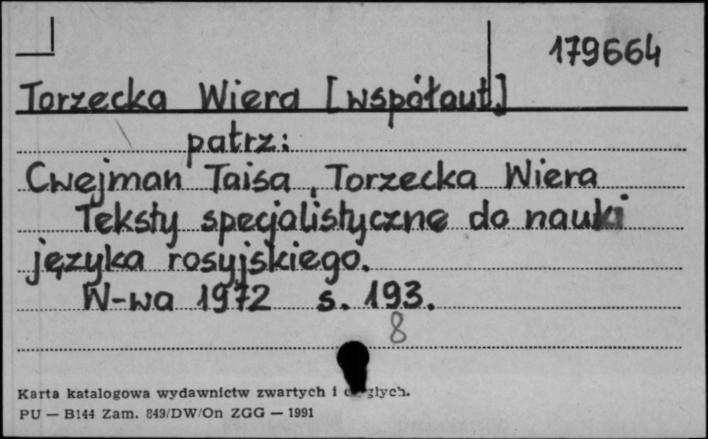 179664
Torzecka Wiera [współaut.]
patrz:
Cwejman Taisa, Torzecka Wiera
Teksty specjalistyczne do nauki
języka rosyjskiego.
W-wa 1972 s. 193.
8
Karta katalogowa wydawnictw zwartych i
PU — B144 Zam. 849/DW/On ZGG — 1991